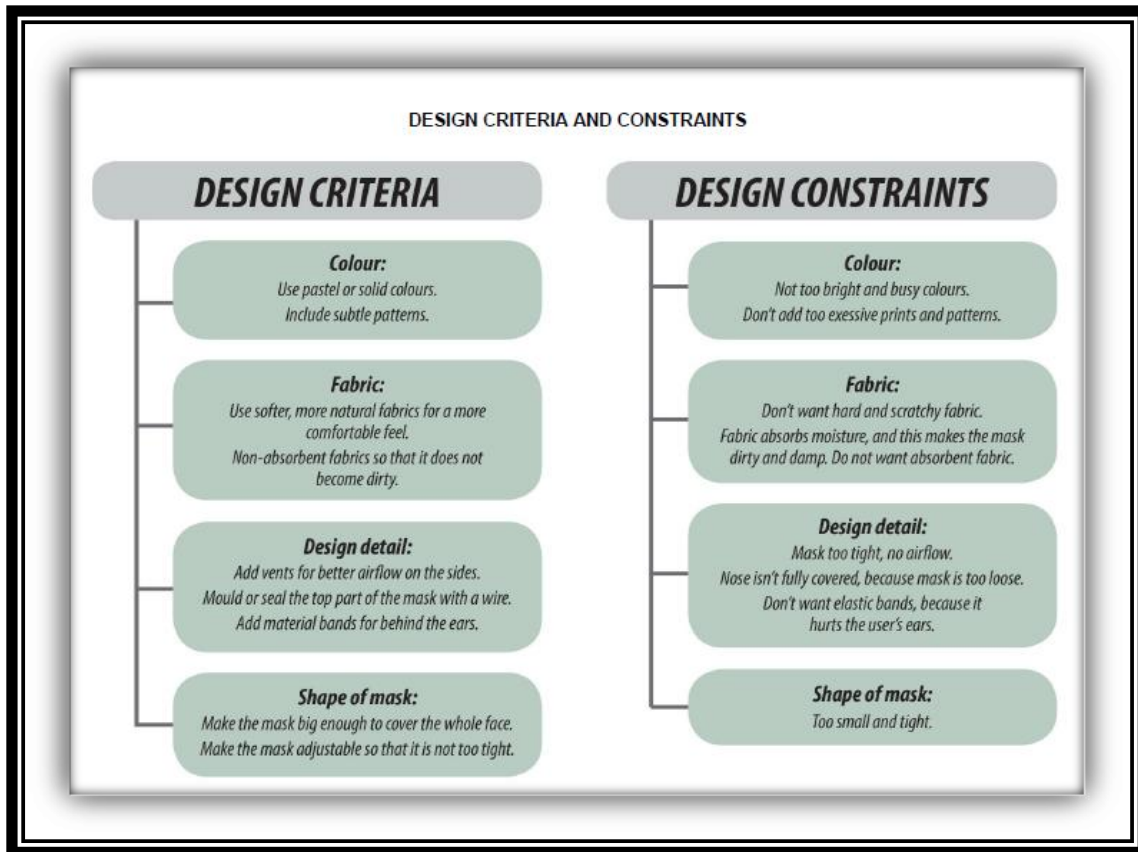 DESIGN CRITERIA AND CONSTRAINTS
DESIGN CRITERIA
Colour:
Use pastel or solid colours.
Include subtle patterns.
Fabric:
Use softer, more natural fabrics for a more
comfortable feel.
Non-absorbent fabrics so that it does not
become dirty.
Design detail:
Add vents for better airflow on the sides.
Mould or seal the top part of the mask with a wire.
Add material bands for behind the ears.
Shape of mask:
Make the mask big enough to cover the whole face.
Make the mask adjustable so that it is not too tight.
DESIGN CONSTRAINTS
Colour:
Not too bright and busy colours.
Don't add too exessive prints and patterns.
Fabric:
Don't want hard and scratchy fabric.
Fabric absorbs moisture, and this makes the mask
dirty and damp. Do not want absorbent fabric.
Design detail:
Mask too tight, no airflow.
Nose isn't fully covered, because mask is too loose.
Don't want elastic bands, because it
hurts the user's ears.
Shape of mask:
Too small and tight.